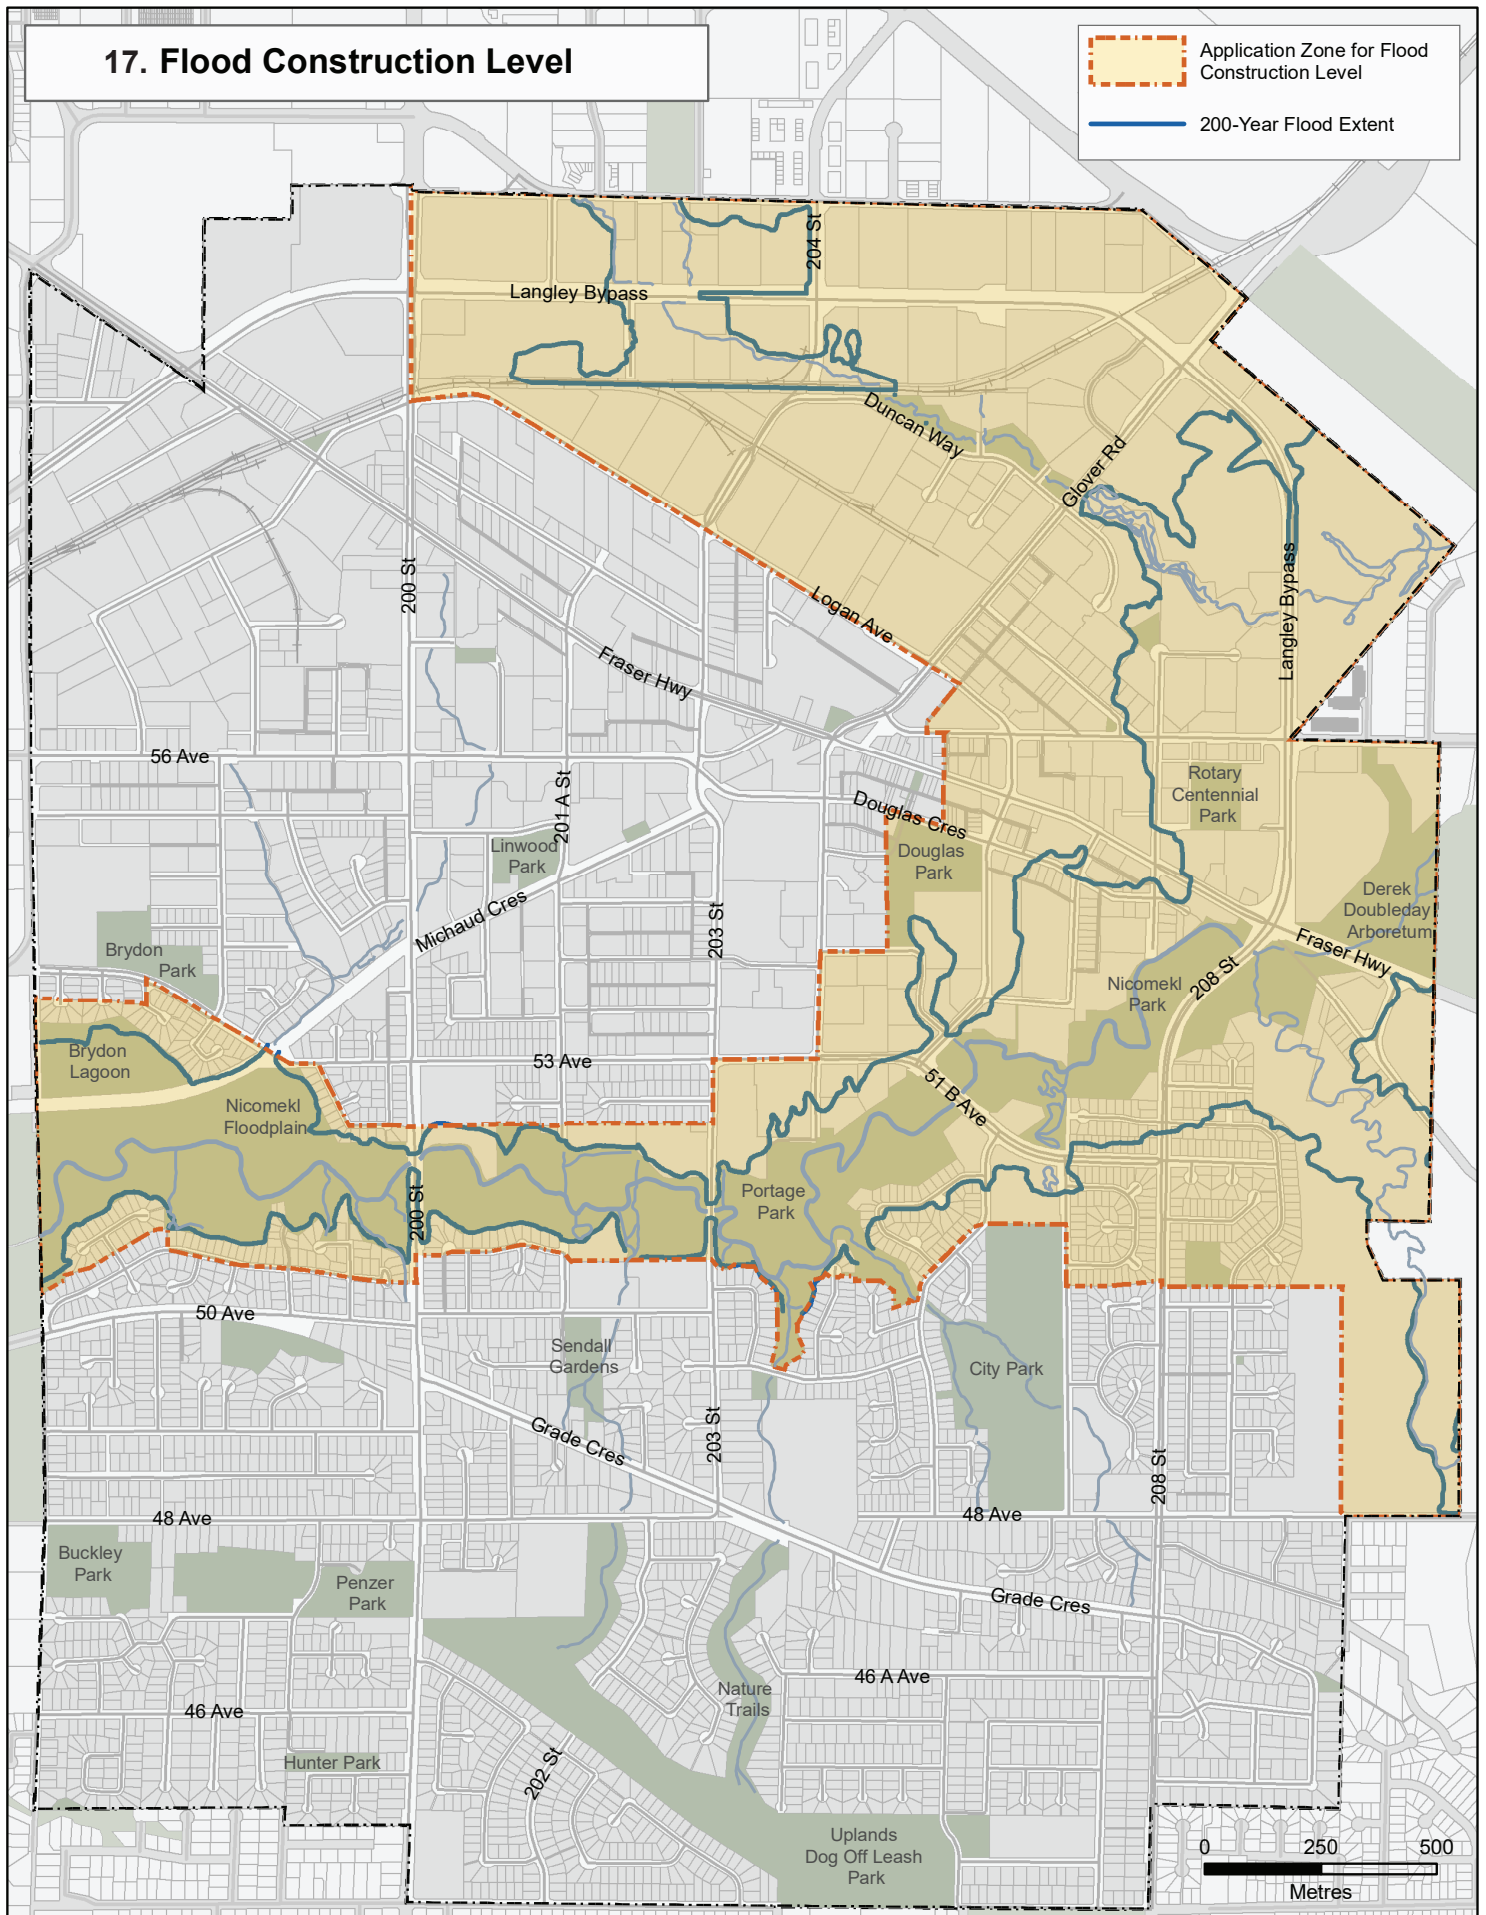 17. Flood Construction Level
Application Zone for Flood
Construction Level
200-Year Flood Extent
204 St
Langley Bypass
Duncan Way
Glover Rd
Langley Bypass
200 St
Logan Ave
Fraser Hwy
56 Ave
201 A St
Douglas Cres
Rotary
Centennial
Park
Linwood
Park
Douglas
Park
Derek
Doubleday
Arboretum
Michaud Cres
203 St
Fraser Hwy
Brydon
Park
208 St
Nicomekl
Park
Brydon
Lagoon
53 Ave
51 B Ave
Nicomekl
Floodplain
200 St
Portage
Park
50 Ave
Sendall
Gardens
City Park
Grade Cres
203 St
208 St
48 Ave
48 Ave
Buckley
Park
Penzer
Park
Grade Cres
46 A Ave
Nature
Trails
46 Ave
Hunter Park
202 St
Uplands
Dog Off Leash
Park
0 250 500
Metres